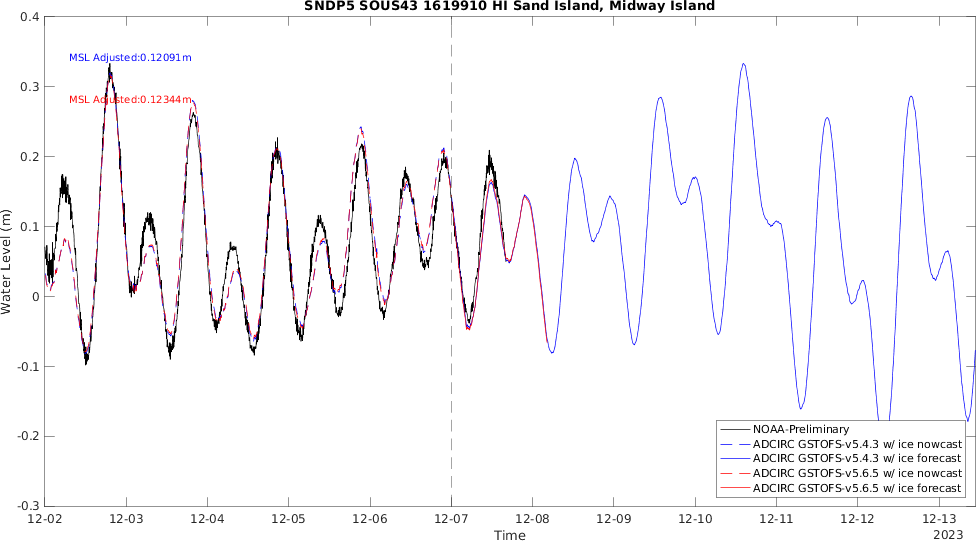 SNDP5 SOUS43 1619910 HI Sand Island, Midway Island
0.4
MSL Adjusted:0.12091m
0.3
MSL Adjusted:0.12344m
0.2
0.1
Water Level (m)
0
-0.1
-0.2
NOAA-Preliminary
ADCIRC GSTOFS-v5.4.3 w/ ice nowcast
ADCIRC GSTOFS-v5.4.3 w/ ice forecast
ADCIRC GSTOFS-v5.6.5 w/ ice nowcast
ADCIRC GSTOFS-v5.6.5 w/ ice forecast
-0.3
12-02 12-03 12-04 12-05 12-06 12-07 12-08 12-09 12-10 12-11 12-12 12-13
Time
2023